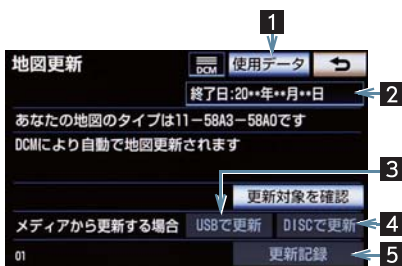 1
地図更新 DCM 使用データ
終了日:20••年••月••日 2
あなたの地図のタイプは11-58A3-58A0です
DCMにより自動で地図更新されます
3
更新対象を確認
メディアから更新する場合 USBで更新 DISCで更新 4
01 更新記録 5